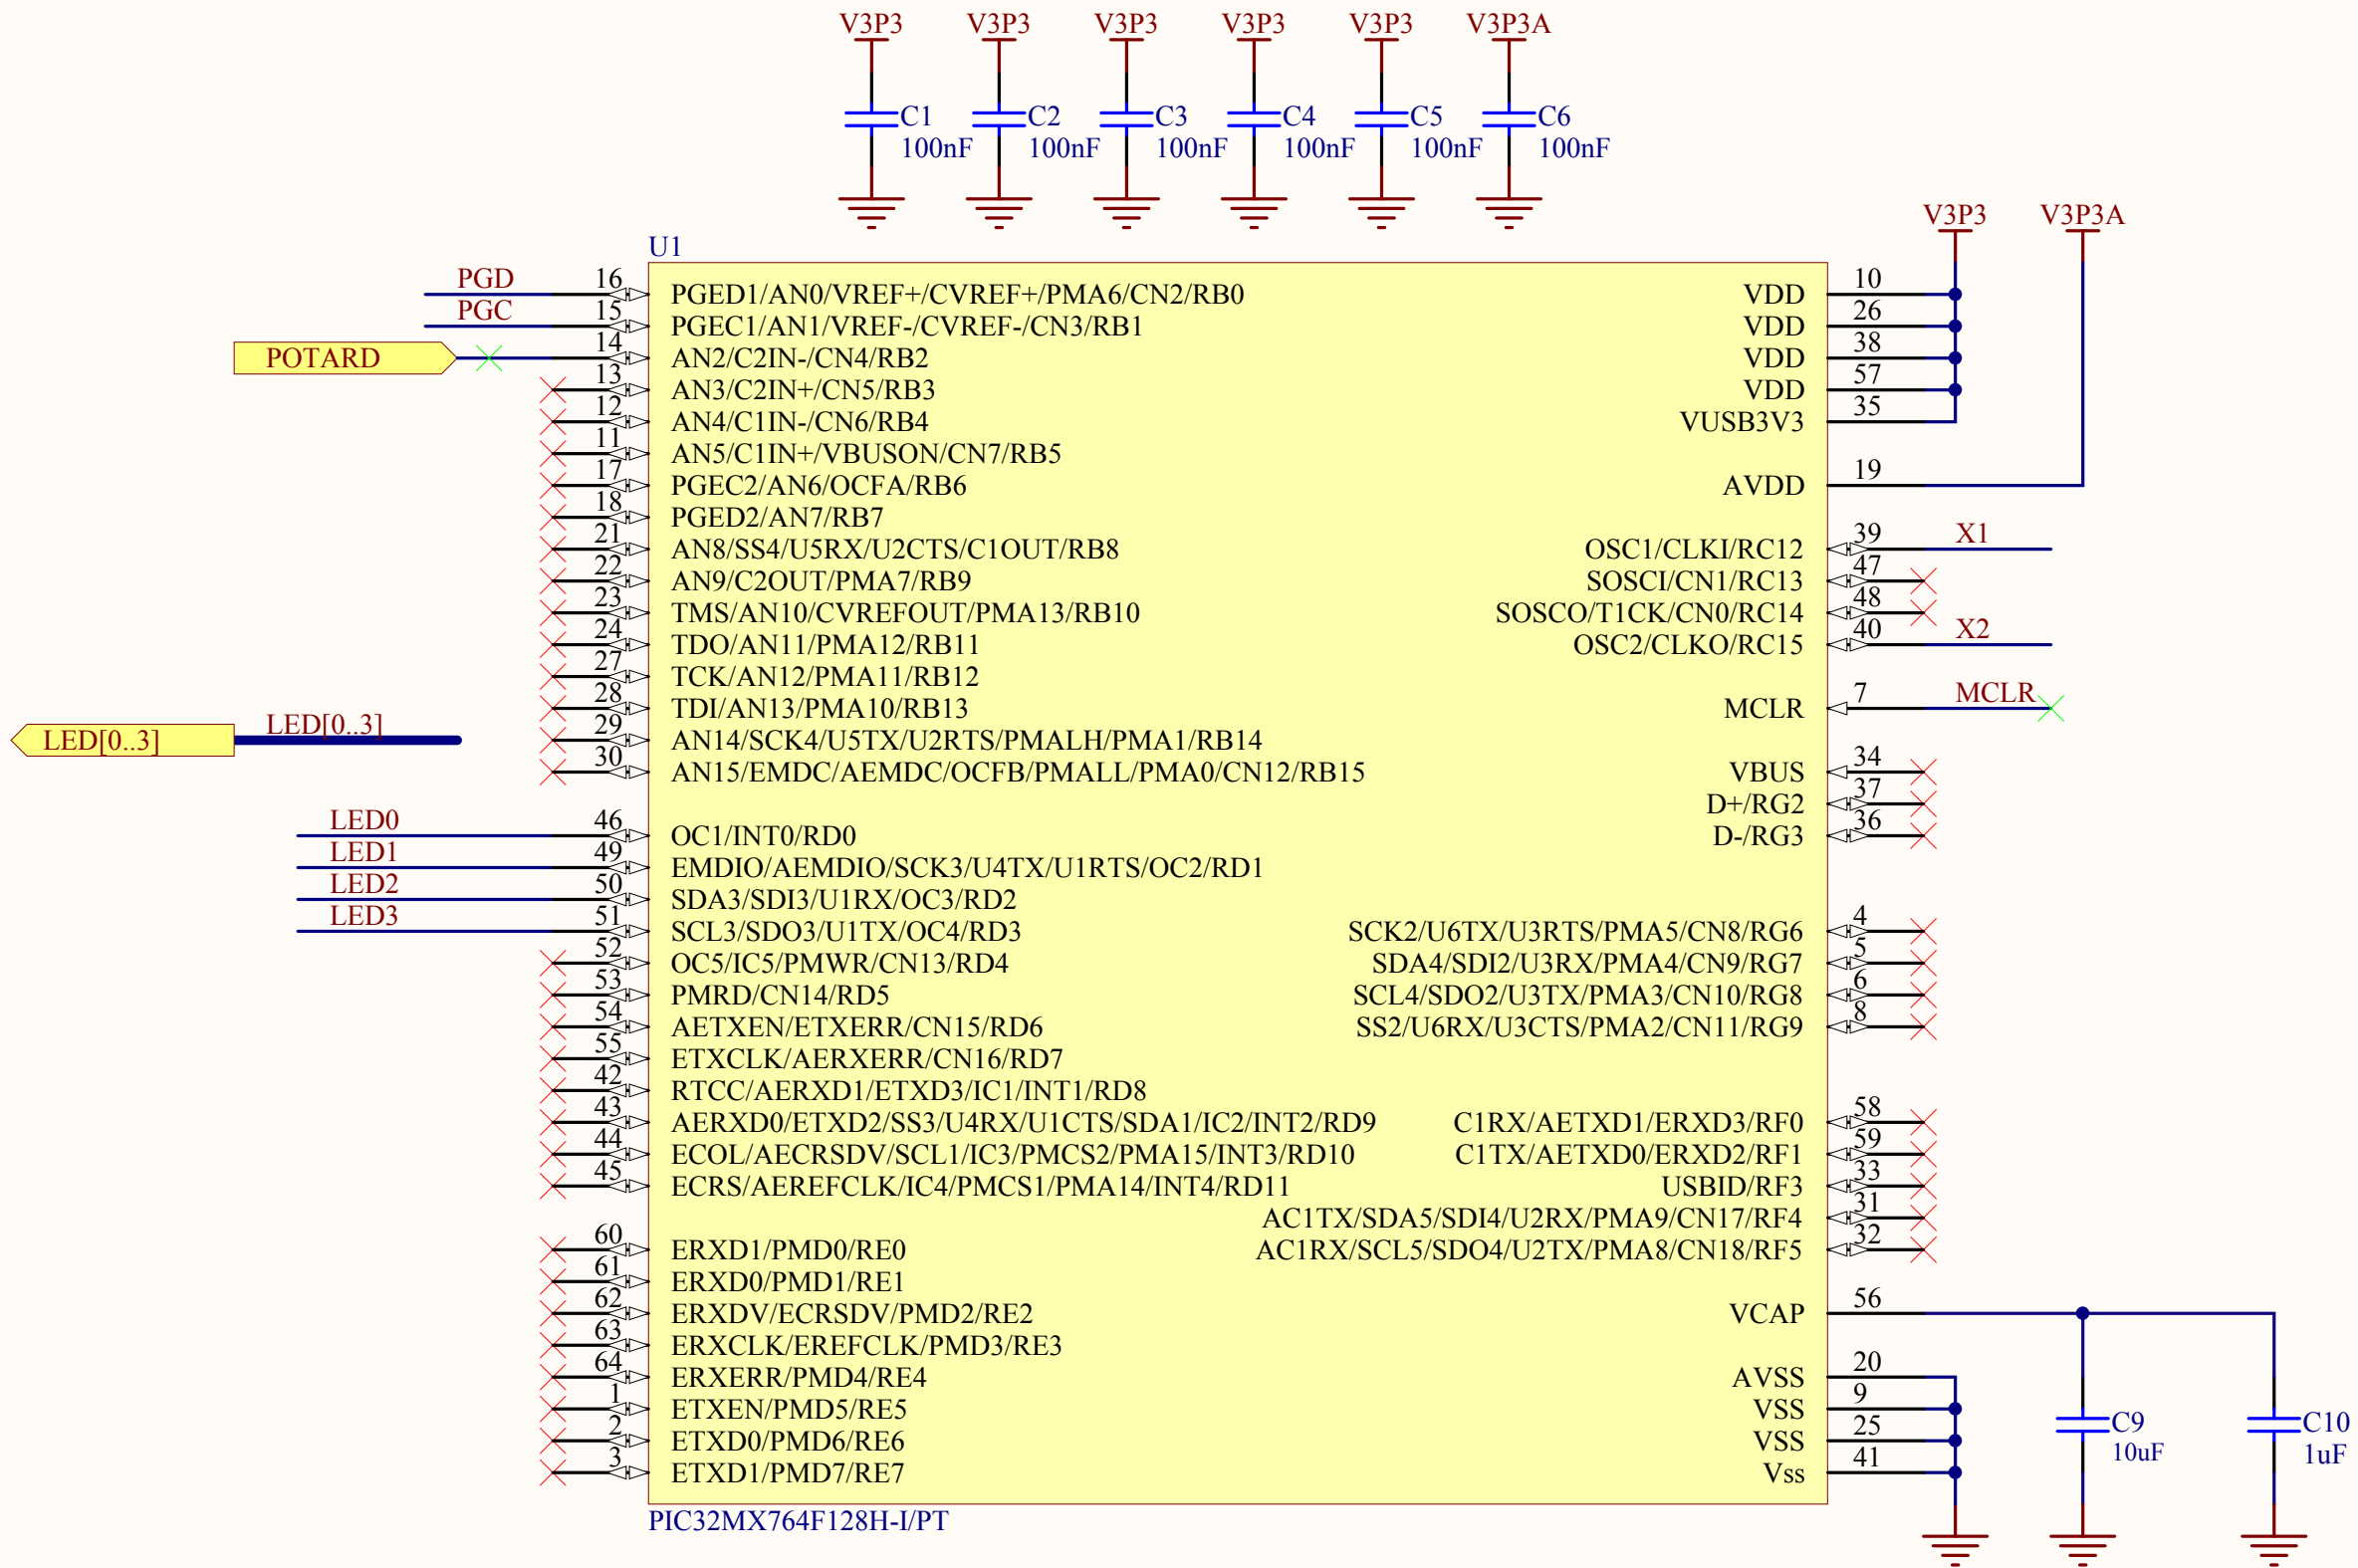 V3P3 V3P3 V3P3 V3P3 V3P3 V3P3A
C1 C2 C3 C4 C5 C6
100nF 100nF 100nF 100nF 100nF 100nF
V3P3 V3P3A
U1
PGD 16 PGED1/AN0/VREF+/CVREF+/PMA6/CN2/RB0 VDD 10
PGC 15 PGEC1/AN1/VREF-/CVREF-/CN3/RB1 VDD 26
POTARD 14 AN2/C2IN-/CN4/RB2 VDD 38
13 AN3/C2IN+/CN5/RB3 VDD 57
12 AN4/C1IN-/CN6/RB4 VUSB3V3 35
11 AN5/C1IN+/VBUSON/CN7/RB5
17 PGEC2/AN6/OCFA/RB6 AVDD 19
18 PGED2/AN7/RB7
21 AN8/SS4/U5RX/U2CTS/C1OUT/RB8 OSC1/CLKI/RC12 39 X1
22 AN9/C2OUT/PMA7/RB9 SOSCI/CN1/RC13 47
23 TMS/AN10/CVREFOUT/PMA13/RB10 SOSCO/T1CK/CN0/RC14 48
24 TDO/AN11/PMA12/RB11 OSC2/CLKO/RC15 40 X2
27 TCK/AN12/PMA11/RB12
28 TDI/AN13/PMA10/RB13 MCLR 7 MCLR
LED[0..3] LED[0..3] 29 AN14/SCK4/U5TX/U2RTS/PMALH/PMA1/RB14
30 AN15/EMDC/AEMDC/OCFB/PMALL/PMA0/CN12/RB15 VBUS 34
D+/RG2 37
LED0 46 OC1/INT0/RD0 D-/RG3 36
LED1 49 EMDIO/AEMDIO/SCK3/U4TX/U1RTS/OC2/RD1
LED2 50 SDA3/SDI3/U1RX/OC3/RD2
LED3 51 SCL3/SDO3/U1TX/OC4/RD3 SCK2/U6TX/U3RTS/PMA5/CN8/RG6 4
52 OC5/IC5/PMWR/CN13/RD4 SDA4/SDI2/U3RX/PMA4/CN9/RG7 5
53 PMRD/CN14/RD5 SCL4/SDO2/U3TX/PMA3/CN10/RG8 6
54 AETXEN/ETXERR/CN15/RD6 SS2/U6RX/U3CTS/PMA2/CN11/RG9 8
55 ETXCLK/AERXERR/CN16/RD7
42 RTCC/AERXD1/ETXD3/IC1/INT1/RD8
43 AERXD0/ETXD2/SS3/U4RX/U1CTS/SDA1/IC2/INT2/RD9 C1RX/AETXD1/ERXD3/RF0 58
44 ECOL/AECRSDV/SCL1/IC3/PMCS2/PMA15/INT3/RD10 C1TX/AETXD0/ERXD2/RF1 59
45 ECRS/AEREFCLK/IC4/PMCS1/PMA14/INT4/RD11 USBID/RF3 33
AC1TX/SDA5/SDI4/U2RX/PMA9/CN17/RF4 31
60 ERXD1/PMD0/RE0 AC1RX/SCL5/SDO4/U2TX/PMA8/CN18/RF5 32
61 ERXD0/PMD1/RE1
62 ERXDV/ECRSDV/PMD2/RE2 VCAP 56
63 ERXCLK/EREFCLK/PMD3/RE3
64 ERXERR/PMD4/RE4 AVSS 20
1 ETXEN/PMD5/RE5 VSS 9 C9 C10
2 ETXD0/PMD6/RE6 VSS 25 10uF 1uF
3 ETXD1/PMD7/RE7 Vss 41
PIC32MX764F128H-I/PT